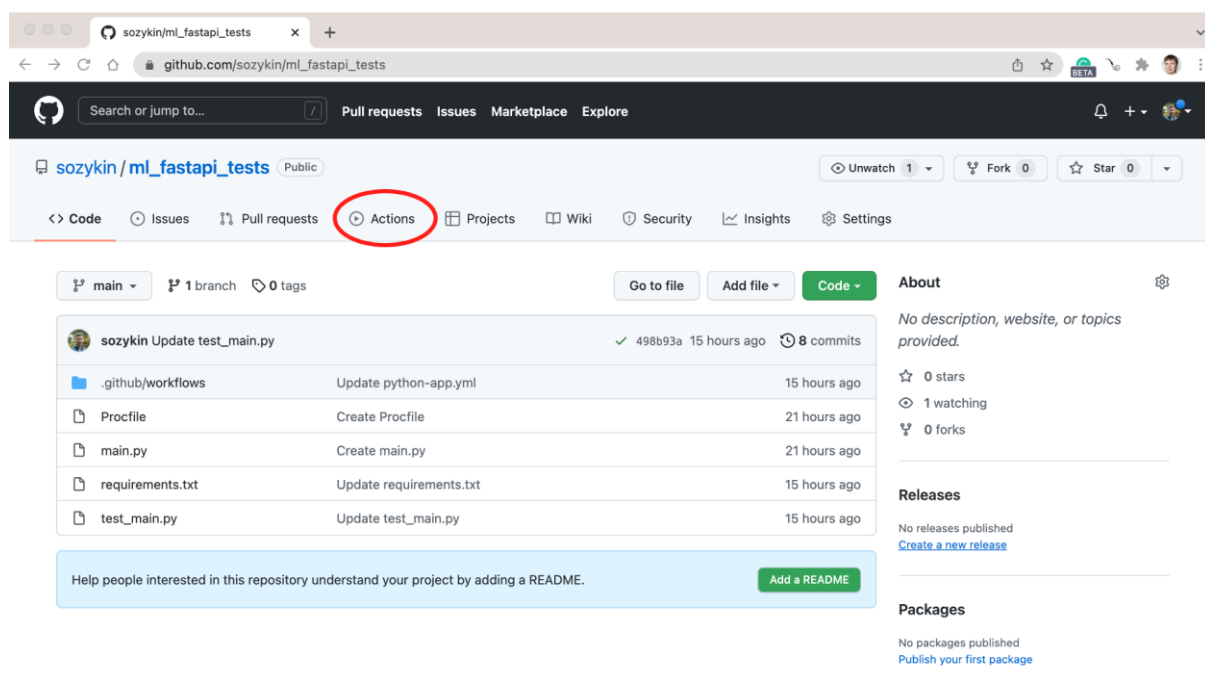 sozykin/ml_fastapi_tests
github.com/sozykin/ml_fastapi_tests
BETA
Search or jump to... / Pull requests Issues Marketplace Explore
sozykin / ml_fastapi_tests Public Unwatch 1 Fork 0 Star 0
Code Issues Pull requests Actions Projects Wiki Security Insights Settings
main 1 branch 0 tags Go to file Add file Code
sozykin Update test_main.py 498b93a 15 hours ago 8 commits
.github/workflows Update python-app.yml 15 hours ago
Procfile Create Procfile 21 hours ago
main.py Create main.py 21 hours ago
requirements.txt Update requirements.txt 15 hours ago
test_main.py Update test_main.py 15 hours ago
Help people interested in this repository understand your project by adding a README. Add a README
About
No description, website, or topics
provided.
0 stars
1 watching
0 forks
Releases
No releases published
Create a new release
Packages
No packages published
Publish your first package